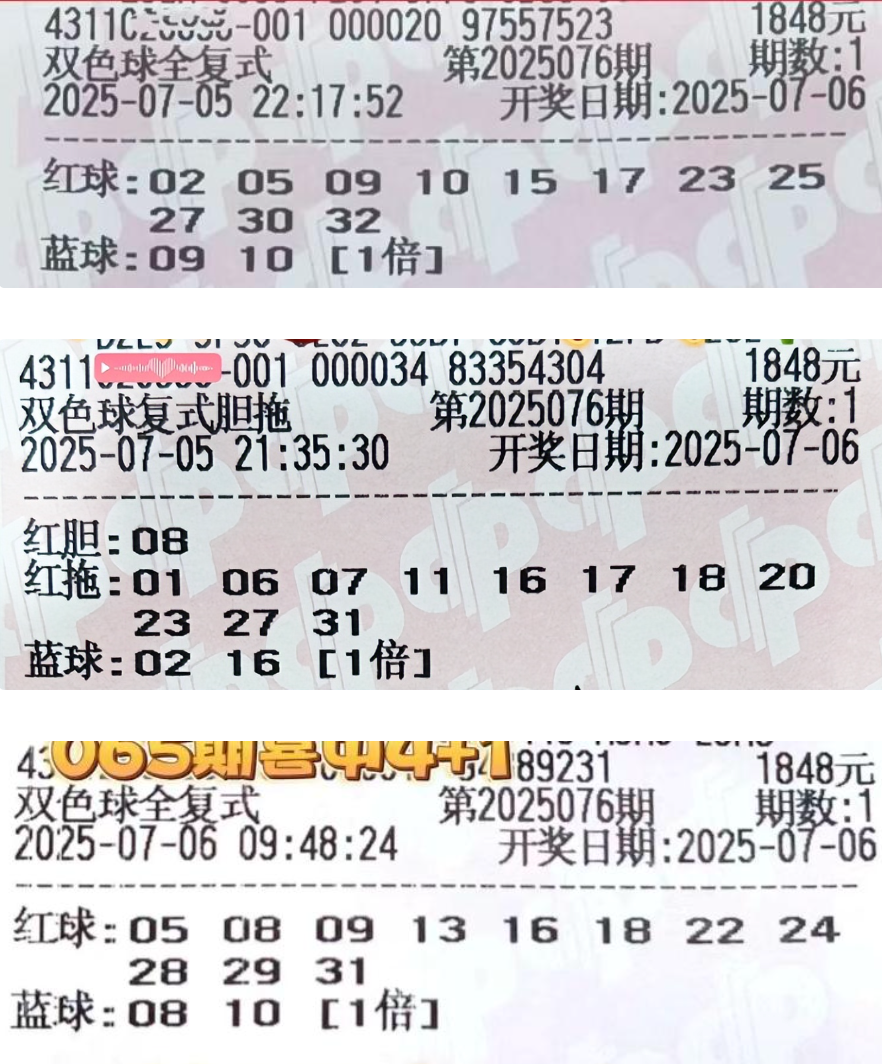 -001 000020 97557523 1848元
双色球全复式 第2025076期 期数:1
2025-07-05 22:17:52 开奖日期:2025-07-06
红球:02 05 09 10 15 17 23 25
27 30 32
蓝球:09 10 [1倍]
4311 -001 000034 83354304 1848元
双色球复式胆拖 第2025076期 期数:1
2025-07-05 21:35:30 开奖日期:2025-07-06
红胆:08
红拖:01 06 07 11 16 17 18 20
23 27 31
蓝球:02 16 [1倍]
065期喜中4+1
89231 1848元
双色球全复式 第2025076期 期数:1
2025-07-06 09:48:24 开奖日期:2025-07-06
红球:05 08 09 13 16 18 22 24
28 29 31
蓝球:08 10 [1倍]